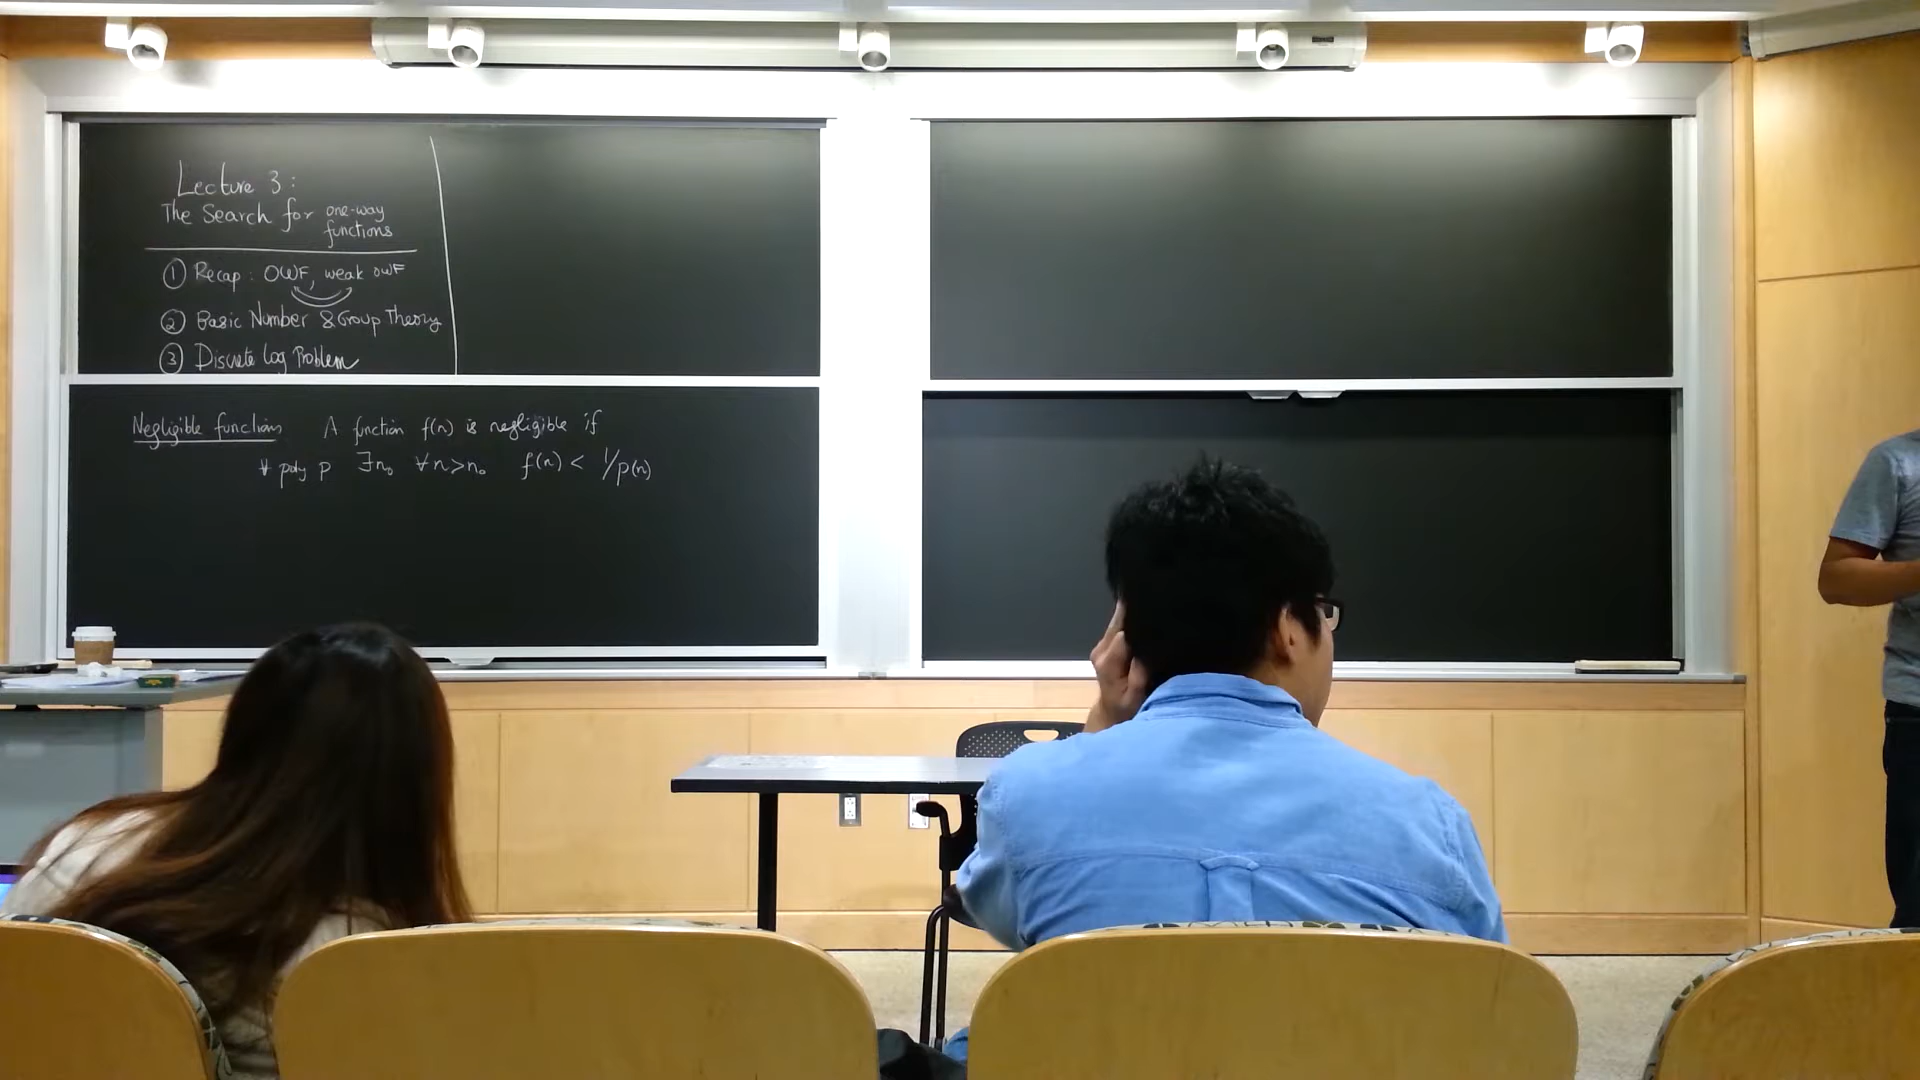 Lecture 3:
The Search for one-way functions
① Recap: OWF, weak OWF
② Basic Number & Group Theory
③ Discrete Log Problem
Negligible functions A function f(n) is negligible if
∀ poly p ∃n₀ ∀n>n₀ f(n) < 1/p(n)